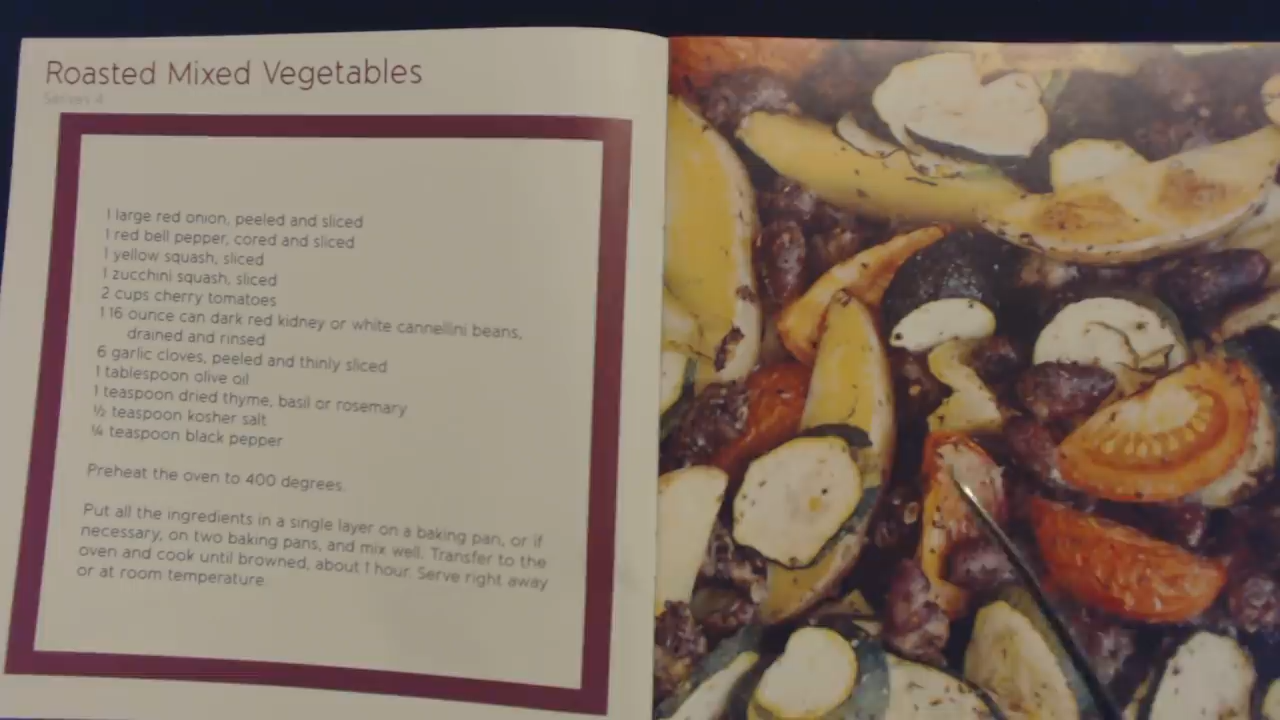 Roasted Mixed Vegetables
Serves 4
1 large red onion, peeled and sliced
1 red bell pepper, cored and sliced
1 yellow squash, sliced
1 zucchini squash, sliced
2 cups cherry tomatoes
1 16 ounce can dark red kidney or white cannellini beans,
drained and rinsed
6 garlic cloves, peeled and thinly sliced
1 tablespoon olive oil
1 teaspoon dried thyme, basil or rosemary
½ teaspoon kosher salt
¼ teaspoon black pepper
Preheat the oven to 400 degrees.
Put all the ingredients in a single layer on a baking pan, or if
necessary, on two baking pans, and mix well. Transfer to the
oven and cook until browned, about 1 hour. Serve right away
or at room temperature.